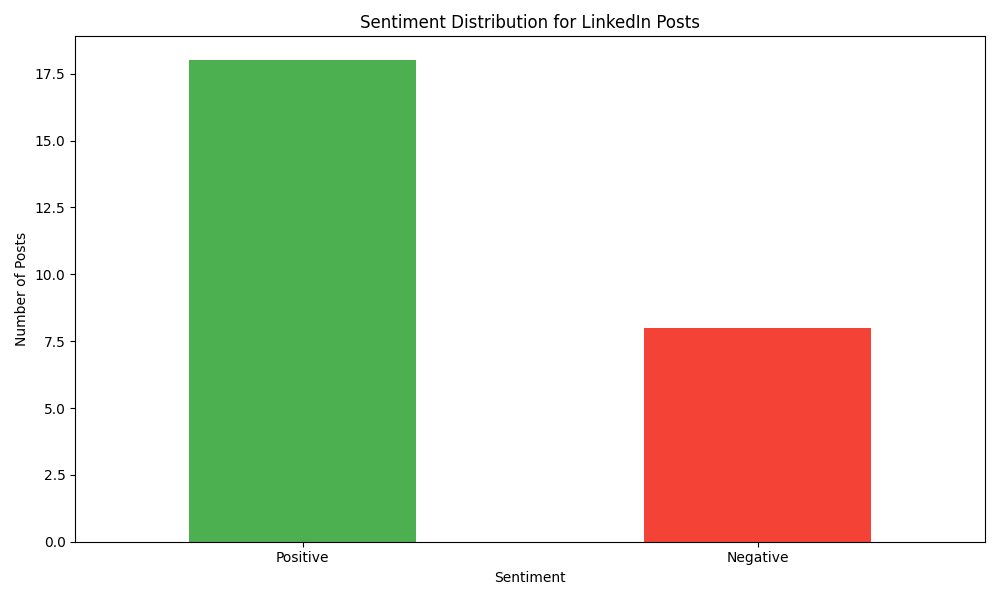 Sentiment Distribution for LinkedIn Posts
17.5
15.0
12.5
10.0
7.5
5.0
2.5
0.0
Number of Posts
Positive
Negative
Sentiment